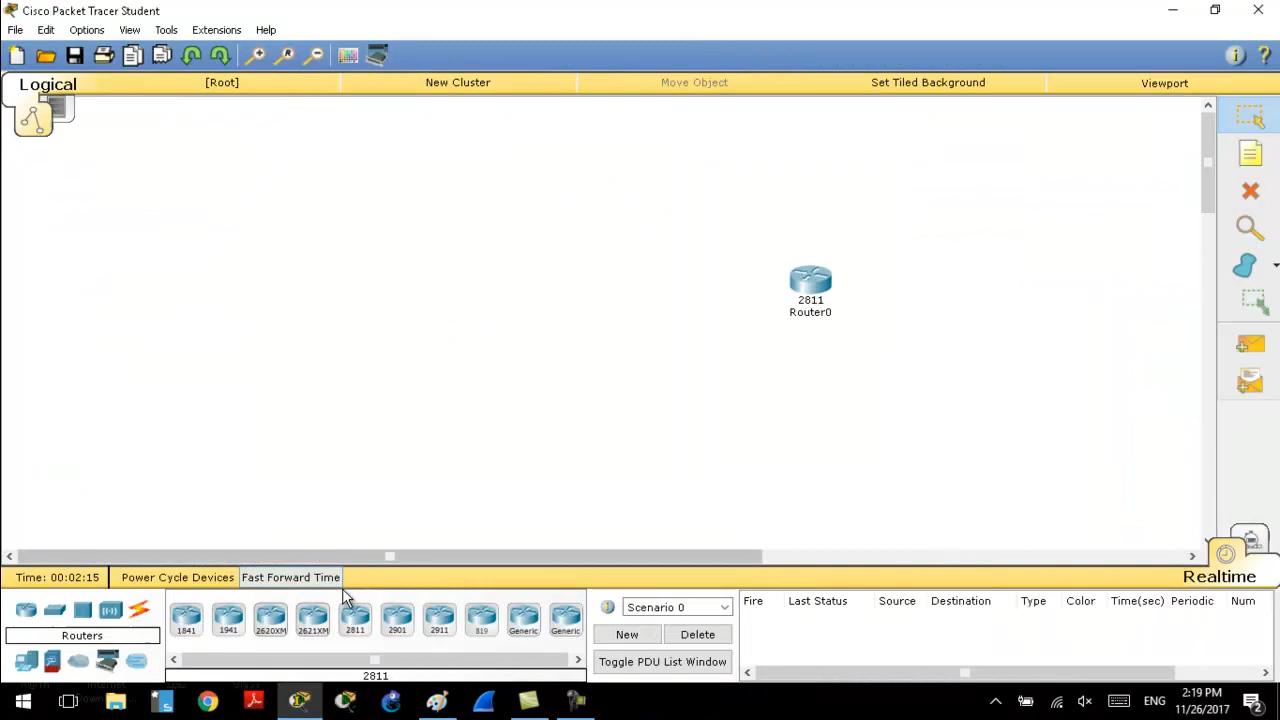 Cisco Packet Tracer Student
File Edit Options View Tools Extensions Help
Logical [Root] New Cluster Move Object Set Tiled Background Viewport
2811
Router0
Time: 00:02:15 Power Cycle Devices Fast Forward Time Realtime
Routers
1841 1941 2620XM 2621XM 2811 2901 2911 819 Generic Generic
2811
Scenario 0
New Delete
Toggle PDU List Window
Fire Last Status Source Destination Type Color Time(sec) Periodic Num
ENG
2:19 PM
11/26/2017
2